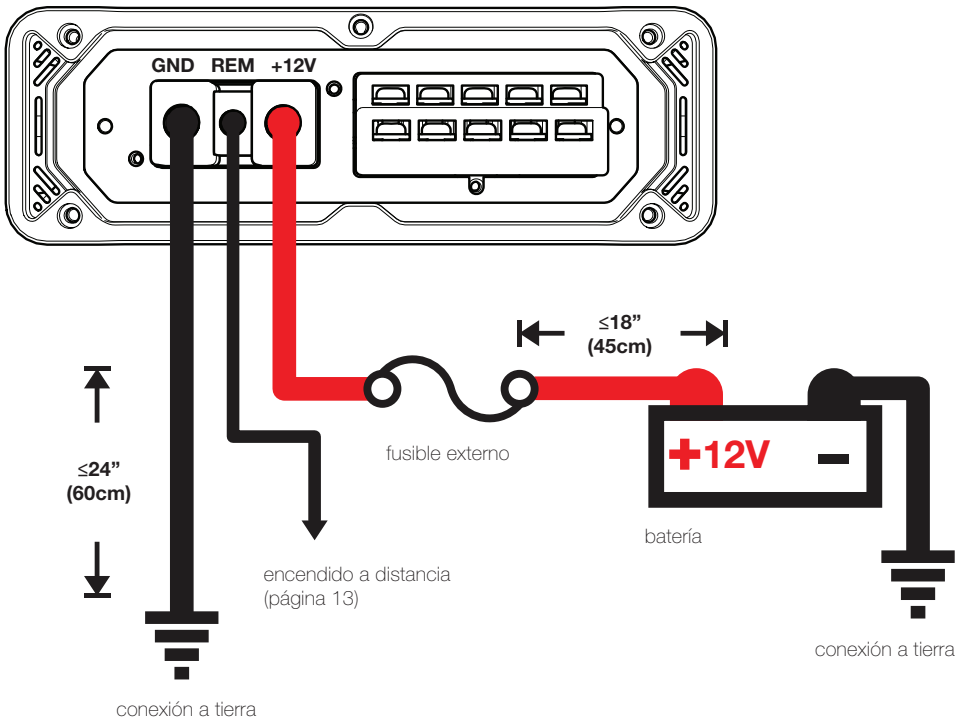 GND REM +12V
≤18”
(45cm)
≤24”
(60cm)
fusible externo
+12V –
batería
encendido a distancia
(página 13)
conexión a tierra
conexión a tierra